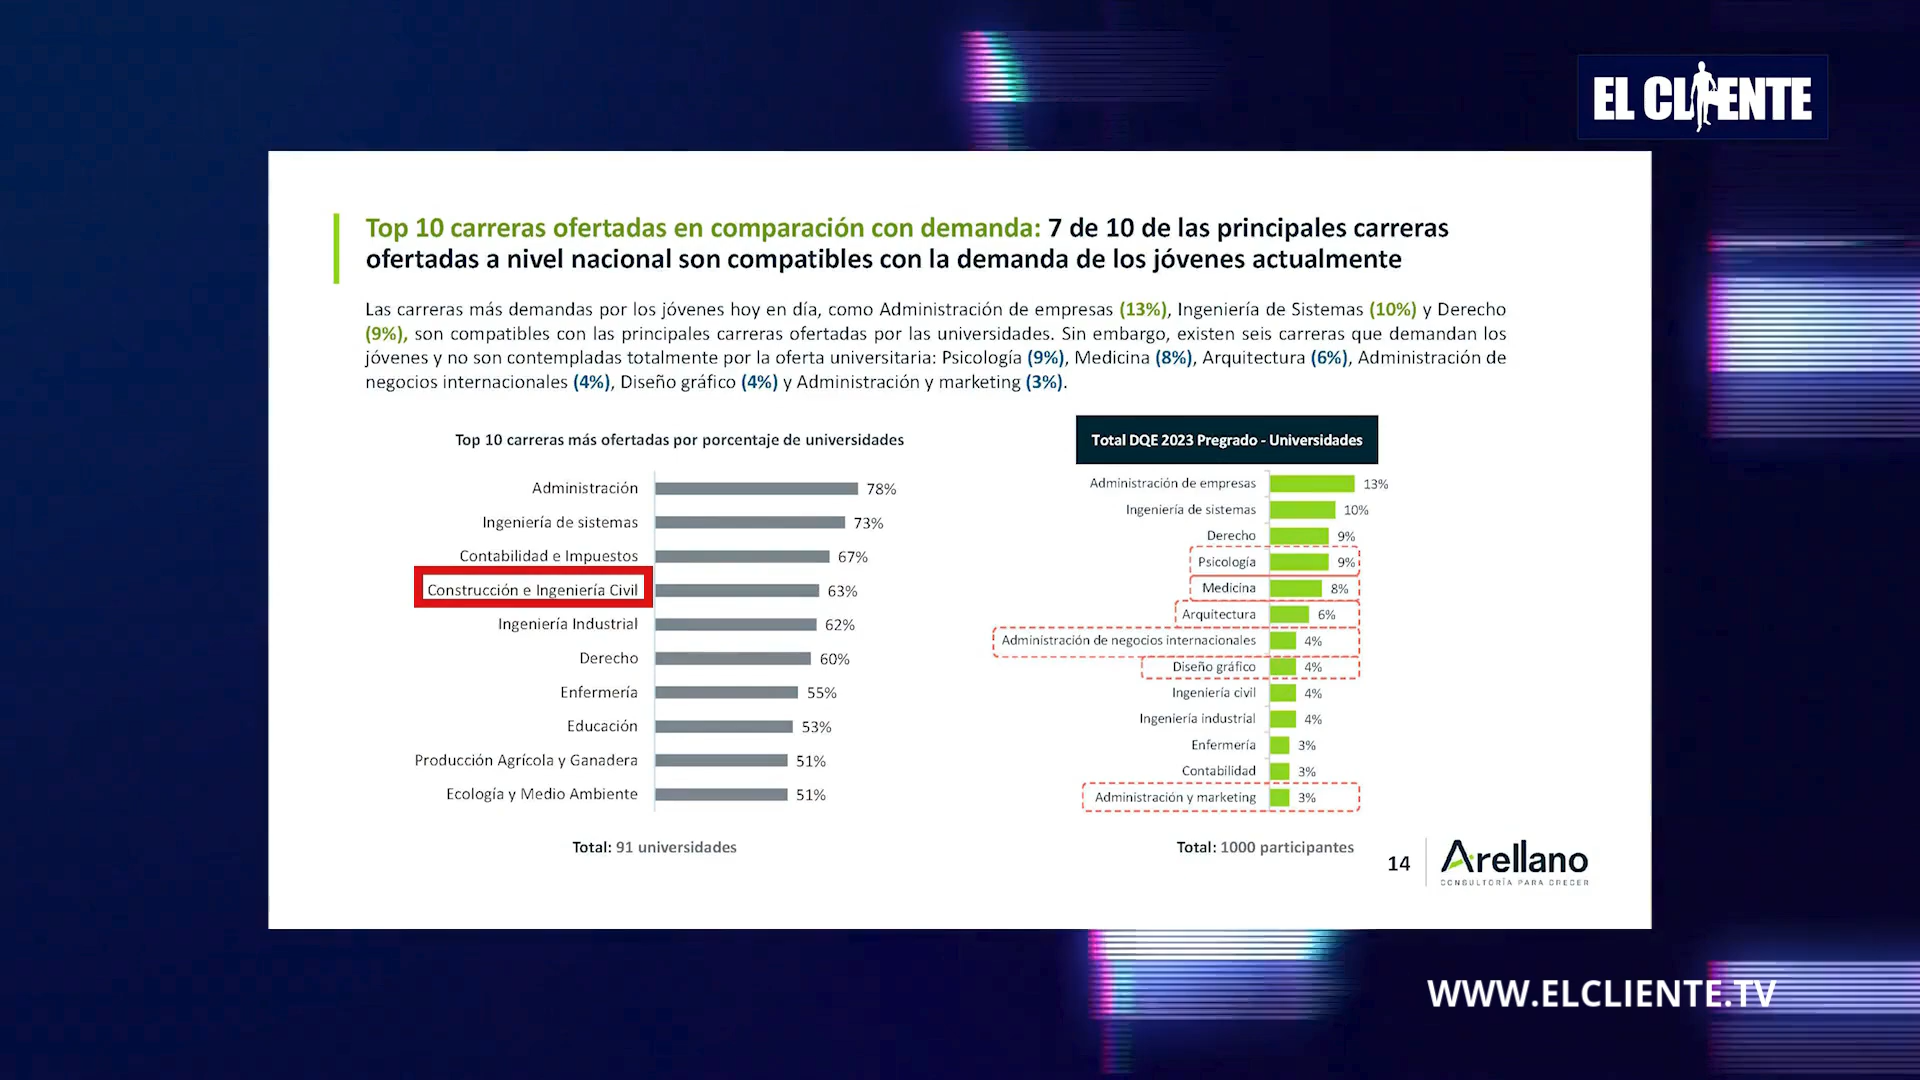 EL CLIENTE
Top 10 carreras ofertadas en comparación con demanda: 7 de 10 de las principales carreras
ofertadas a nivel nacional son compatibles con la demanda de los jóvenes actualmente
Las carreras más demandas por los jóvenes hoy en día, como Administración de empresas (13%), Ingeniería de Sistemas (10%) y Derecho
(9%), son compatibles con las principales carreras ofertadas por las universidades. Sin embargo, existen seis carreras que demandan los
jóvenes y no son contempladas totalmente por la oferta universitaria: Psicología (9%), Medicina (8%), Arquitectura (6%), Administración de
negocios internacionales (4%), Diseño gráfico (4%) y Administración y marketing (3%).
Top 10 carreras más ofertadas por porcentaje de universidades
Administración 78%
Ingeniería de sistemas 73%
Contabilidad e Impuestos 67%
Construcción e Ingeniería Civil 63%
Ingeniería Industrial 62%
Derecho 60%
Enfermería 55%
Educación 53%
Producción Agrícola y Ganadera 51%
Ecología y Medio Ambiente 51%
Total: 91 universidades
Total DQE 2023 Pregrado - Universidades
Administración de empresas 13%
Ingeniería de sistemas 10%
Derecho 9%
Psicología 9%
Medicina 8%
Arquitectura 6%
Administración de negocios internacionales 4%
Diseño gráfico 4%
Ingeniería civil 4%
Ingeniería industrial 4%
Enfermería 3%
Contabilidad 3%
Administración y marketing 3%
Total: 1000 participantes
14
Arellano
CONSULTORÍA PARA CRECER
WWW.ELCLIENTE.TV